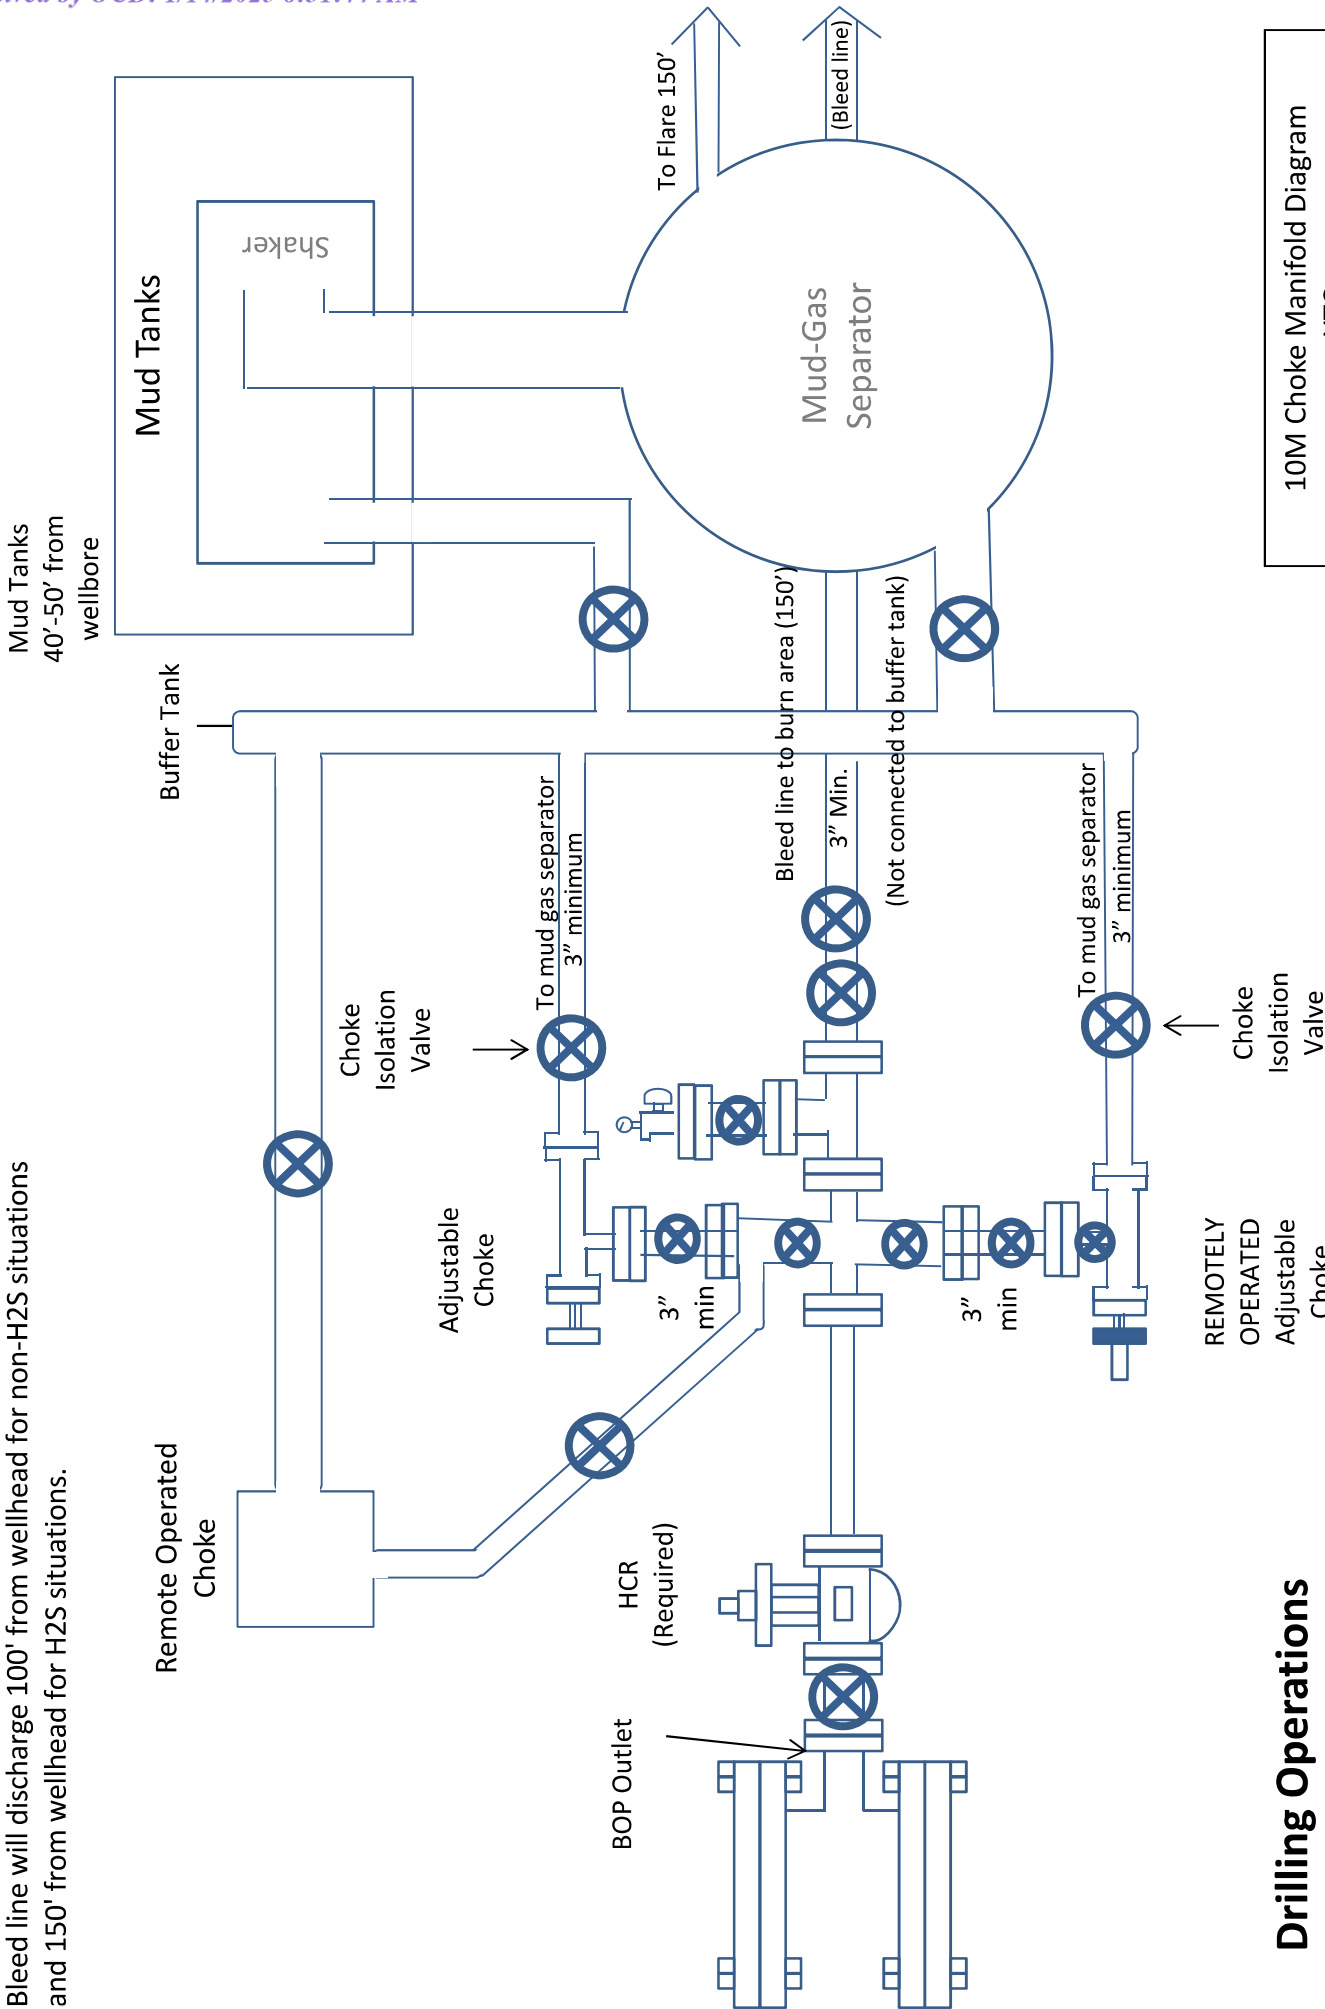 Bleed line will discharge 100' from wellhead for non-H2S situations
and 150' from wellhead for H2S situations.
Mud Tanks
40’-50’ from
wellbore
Mud Tanks
Shaker
Buffer Tank
Remote Operated
Choke
Choke
Isolation
Valve
Adjustable
Choke
To mud gas separator
3” minimum
To Flare 150’
(Bleed line)
Mud-Gas
Separator
HCR
(Required)
BOP Outlet
3”
min
Bleed line to burn area (150’)
3” Min.
(Not connected to buffer tank)
3”
min
To mud gas separator
3” minimum
Choke
Isolation
Valve
REMOTELY
OPERATED
Adjustable
Choke
Drilling Operations
10M Choke Manifold Diagram